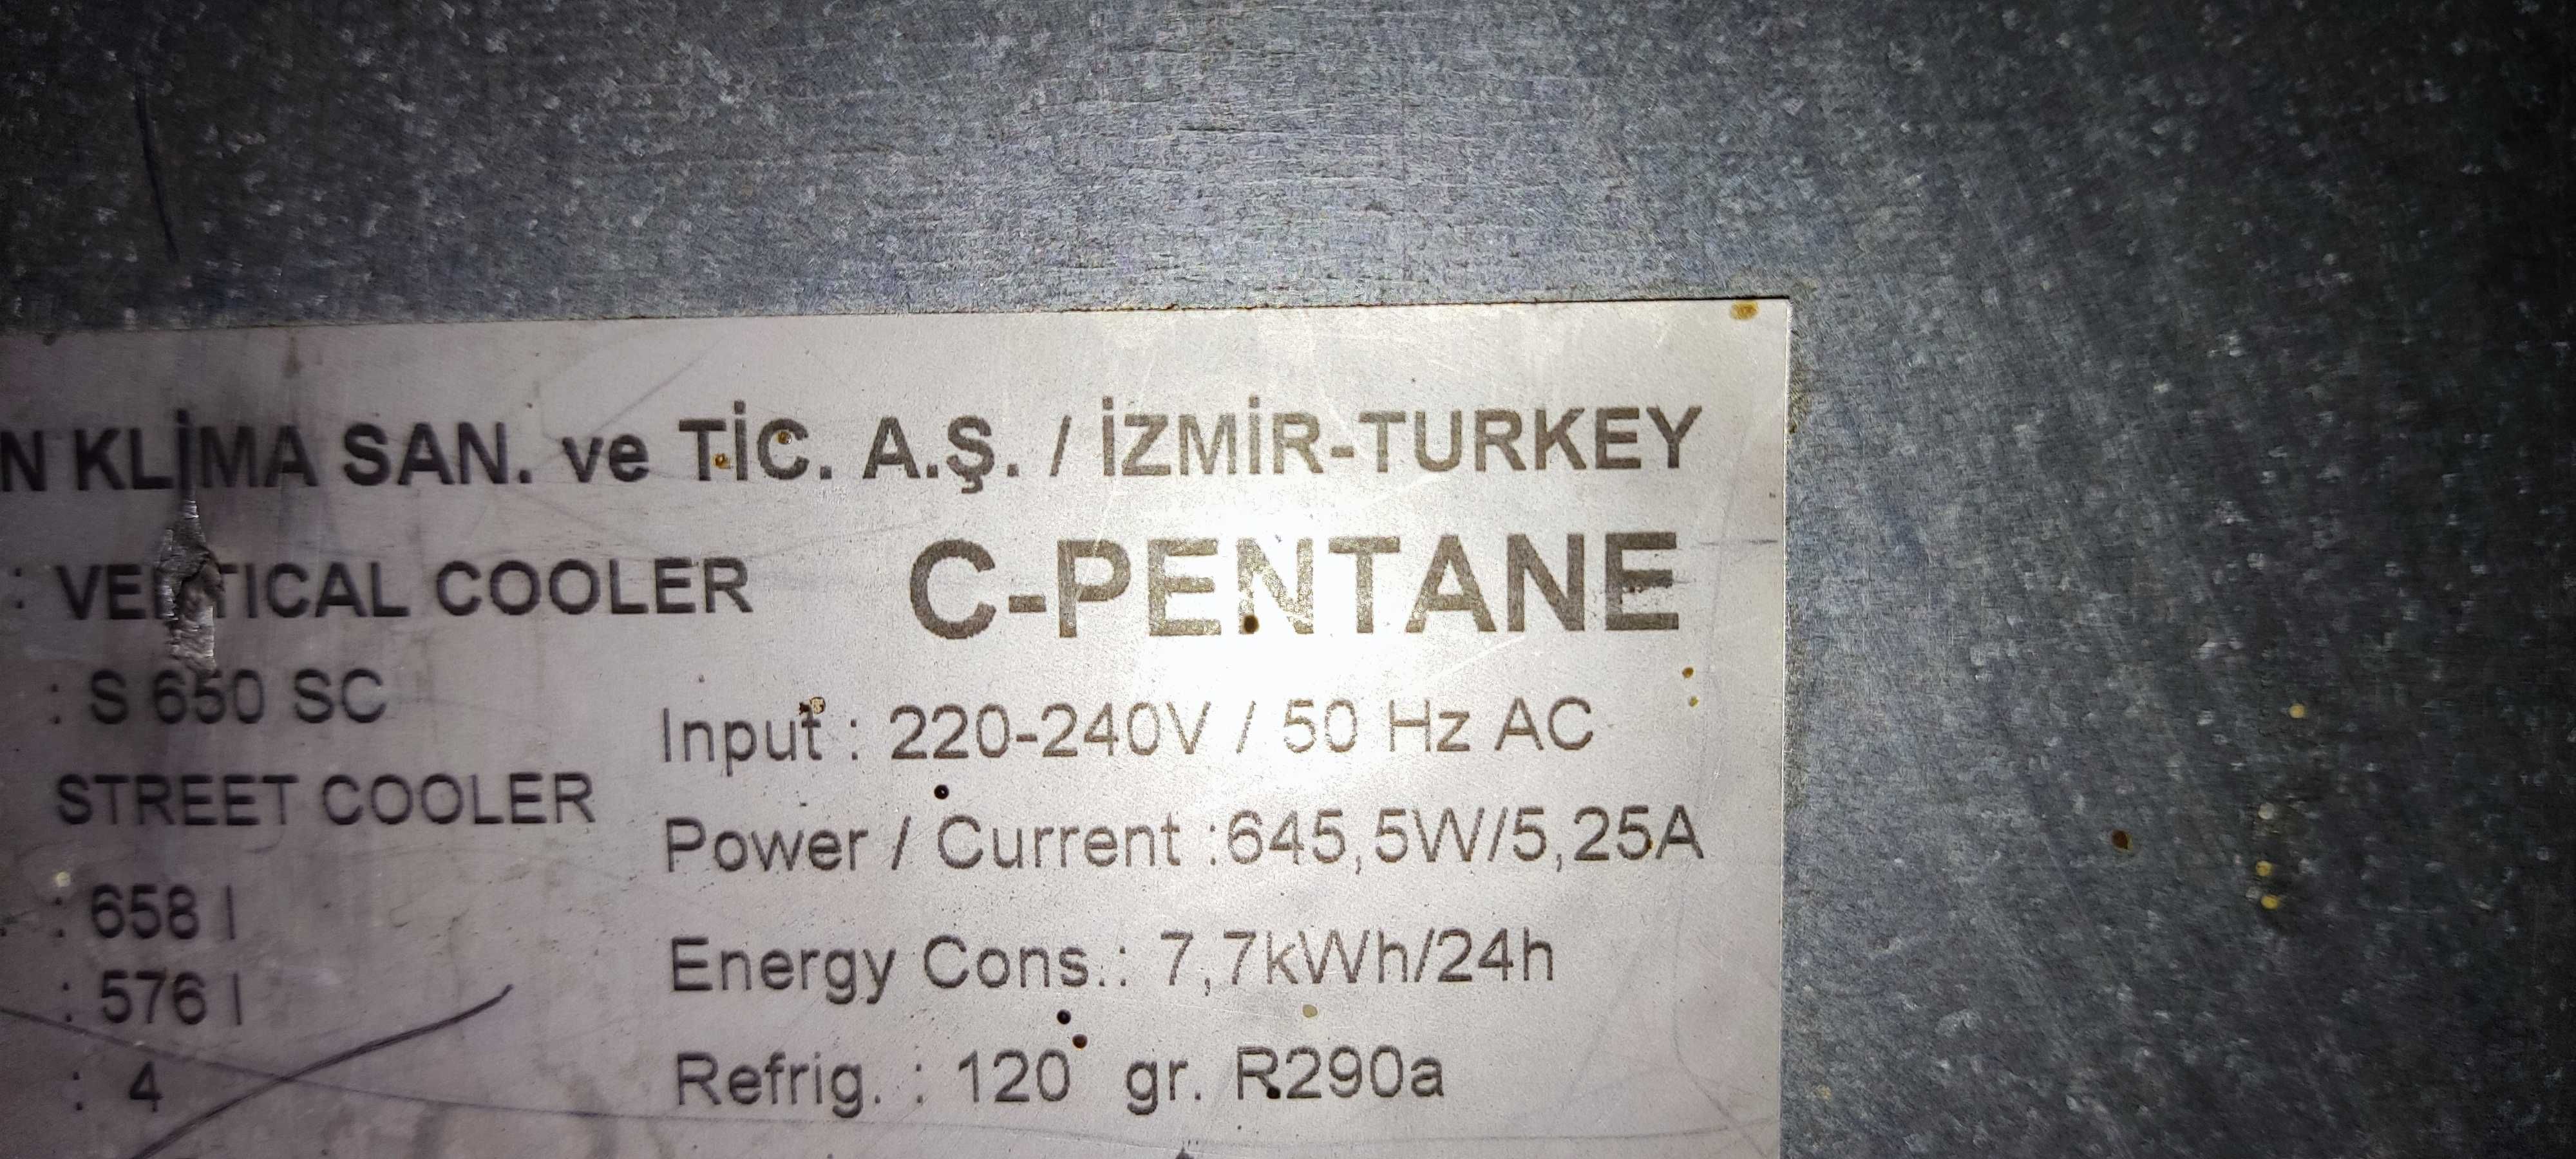 N KLİMA SAN. ve TİC. A.Ş. / İZMİR-TURKEY
: VERTICAL COOLER
C-PENTANE
: S 650 SC
Input : 220-240V / 50 Hz AC
STREET COOLER
Power / Current :645,5W/5,25A
: 658 l
Energy Cons.: 7,7kWh/24h
: 576 l
Refrig. : 120 gr. R290a
: 4